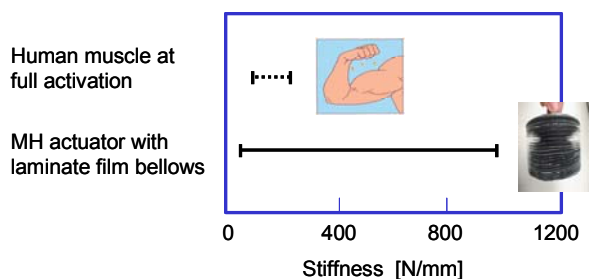 Human muscle at
full activation
MH actuator with
laminate film bellows
0 400 800 1200
Stiffness [N/mm]